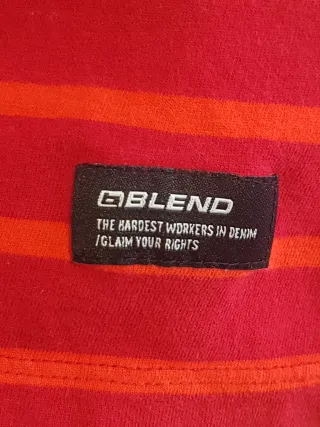 BLEND
THE HARDEST WORKERS IN DENIM
/CLAIM YOUR RIGHTS